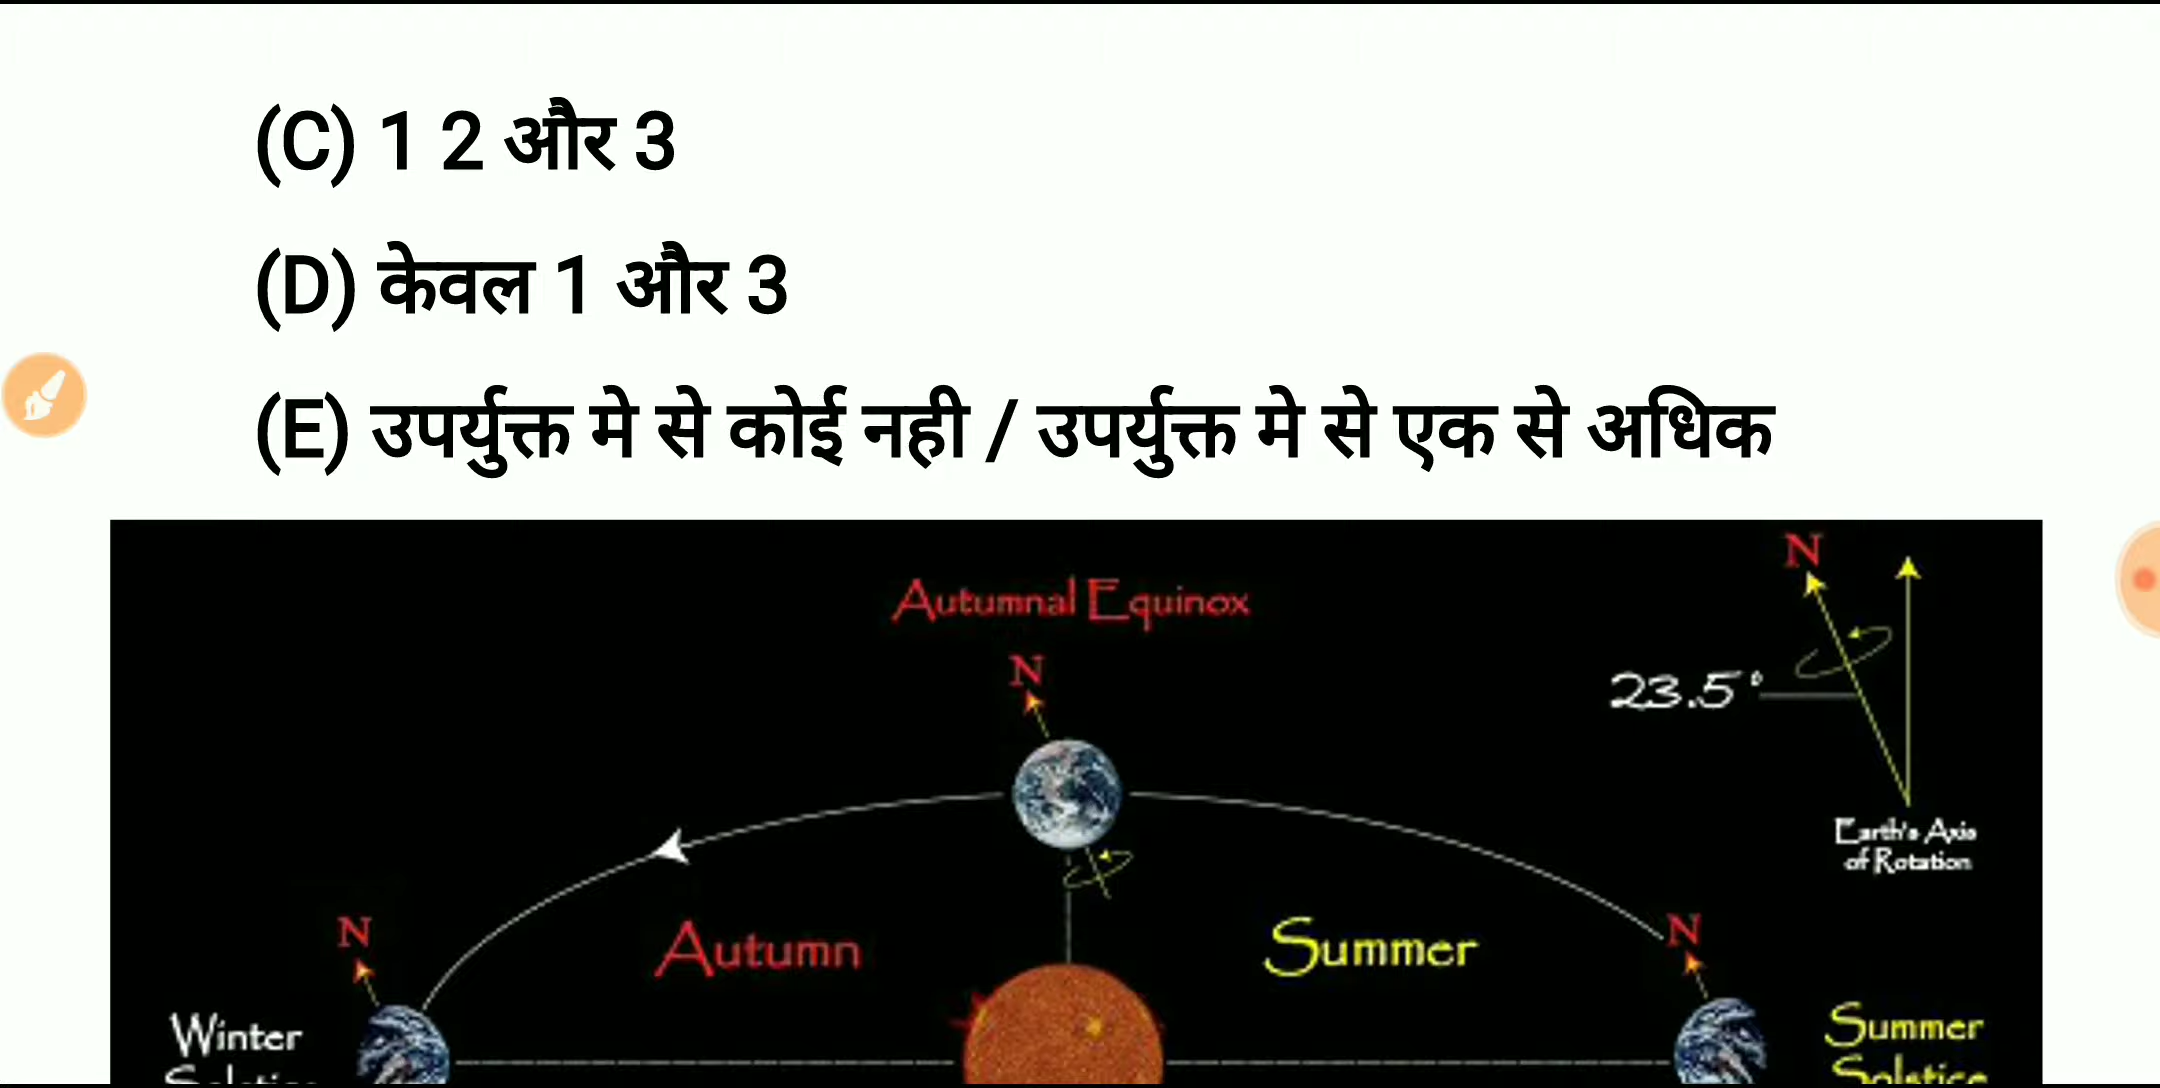 (C) 1 2 और 3
(D) केवल 1 और 3
(E) उपर्युक्त मे से कोई नही / उपर्युक्त मे से एक से अधिक
N
Autumnal Equinox
N
23.5°
Earth's Axis
of Rotation
N
N
Autumn
Summer
Winter
Summer
Solstice